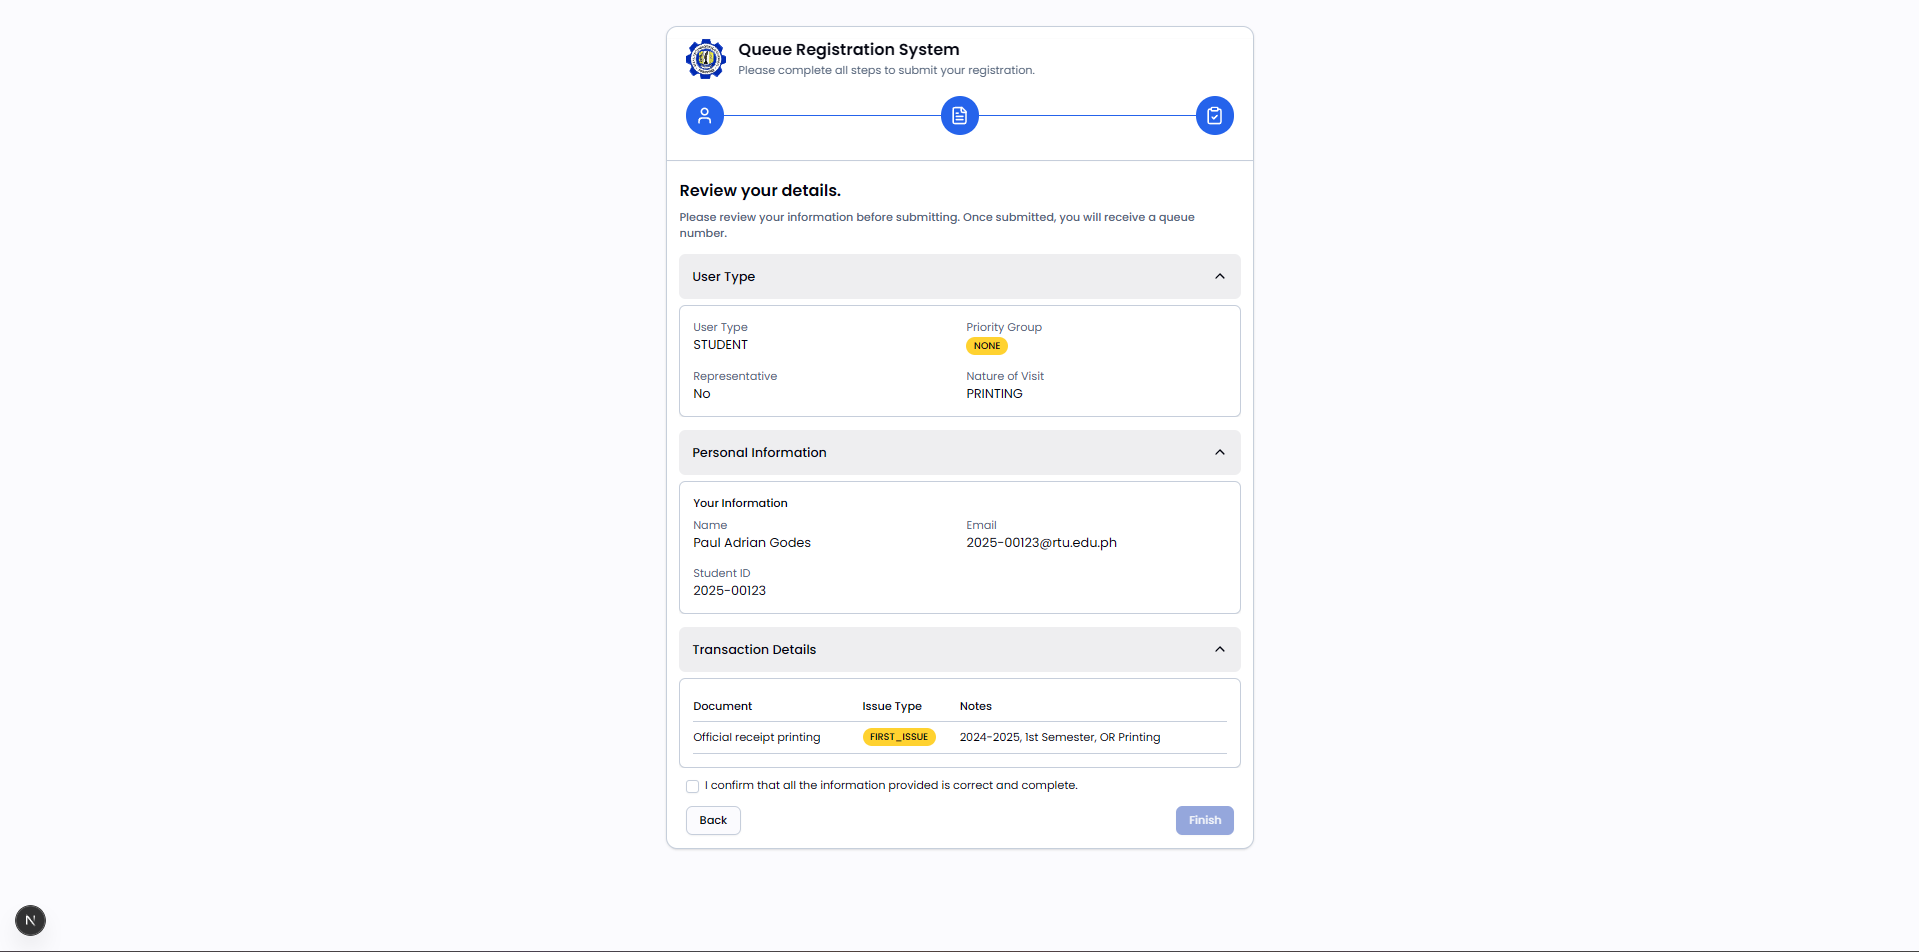 Queue Registration System
Please complete all steps to submit your registration.
Review your details.
Please review your information before submitting. Once submitted, you will receive a queue
number.
User Type
User Type
STUDENT
Priority Group
NONE
Representative
No
Nature of Visit
PRINTING
Personal Information
Your Information
Name
Paul Adrian Godes
Email
2025-00123@rtu.edu.ph
Student ID
2025-00123
Transaction Details
Document Issue Type Notes
Official receipt printing FIRST_ISSUE 2024-2025, 1st Semester, OR Printing
I confirm that all the information provided is correct and complete.
Back
Finish
N